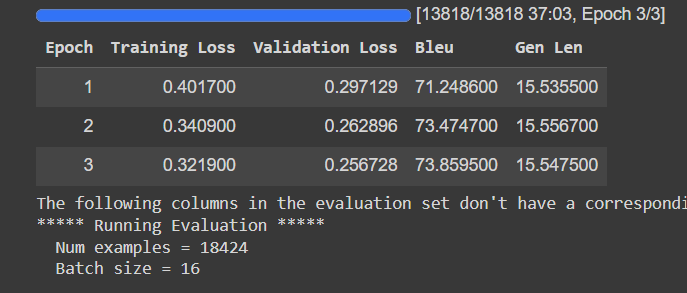 [13818/13818 37:03, Epoch 3/3]
Epoch Training Loss Validation Loss Bleu Gen Len
1 0.401700 0.297129 71.248600 15.535500
2 0.340900 0.262896 73.474700 15.556700
3 0.321900 0.256728 73.859500 15.547500
The following columns in the evaluation set don't have a correspondi
***** Running Evaluation *****
Num examples = 18424
Batch size = 16